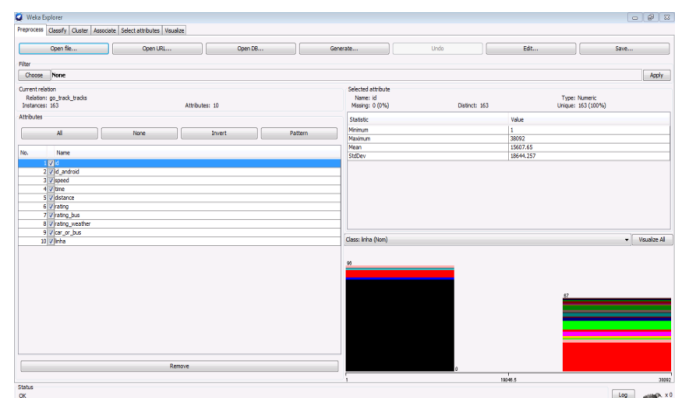 Weka Explorer
Preprocess Classify Cluster Associate Select attributes Visualize
Open file... Open URL... Open DB... Generate... Undo Edit... Save...
Filter
Choose None Apply
Current relation
Relation: go_track_tracks
Instances: 163 Attributes: 10
Attributes
All None Invert Pattern
No. Name
1 id
2 id_android
3 speed
4 time
5 distance
6 rating
7 rating_bus
8 rating_weather
9 car_or_bus
10 linha
Remove
Selected attribute
Name: id Type: Numeric
Missing: 0 (0%) Distinct: 163 Unique: 163 (100%)
Statistic Value
Minimum 1
Maximum 38092
Mean 15607.65
StdDev 18644.257
Class: linha (Nom) Visualize All
96
0
67
1 19046.5 38092
Status
OK
Log x 0